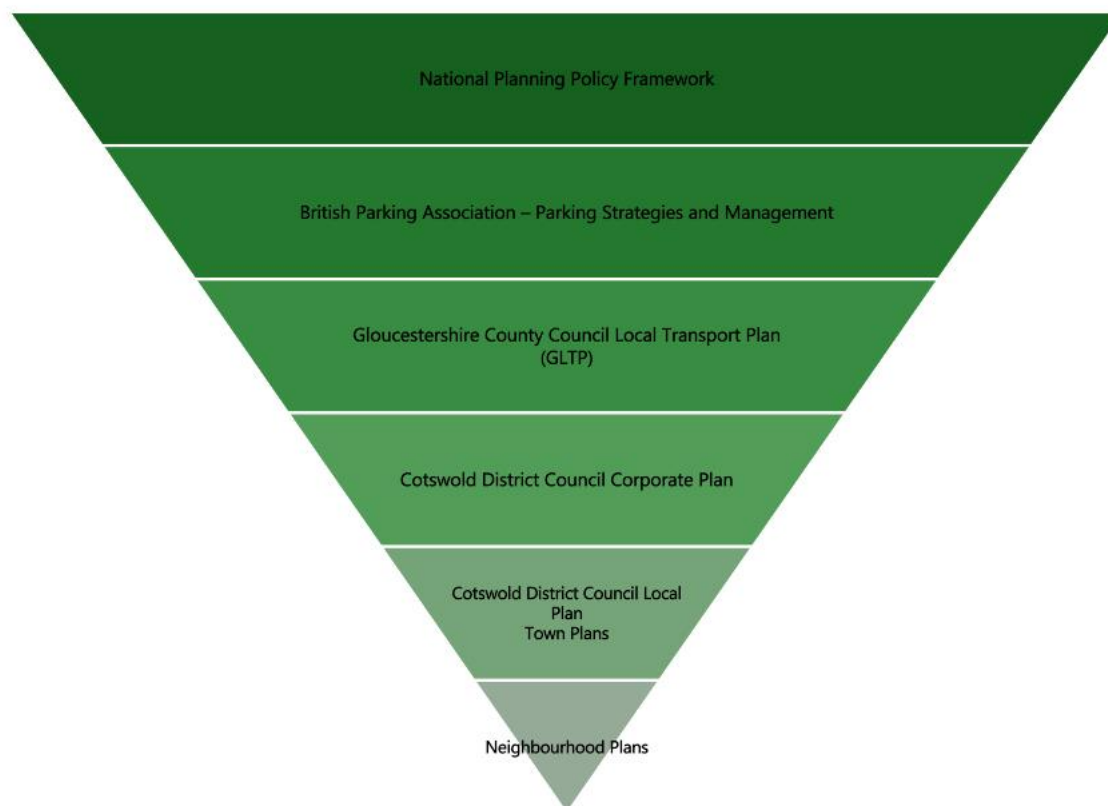 National Planning Policy Framework
British Parking Association – Parking Strategies and Management
Gloucestershire County Council Local Transport Plan
(GLTP)
Cotswold District Council Corporate Plan
Cotswold District Council Local
Plan
Town Plans
Neighbourhood Plans